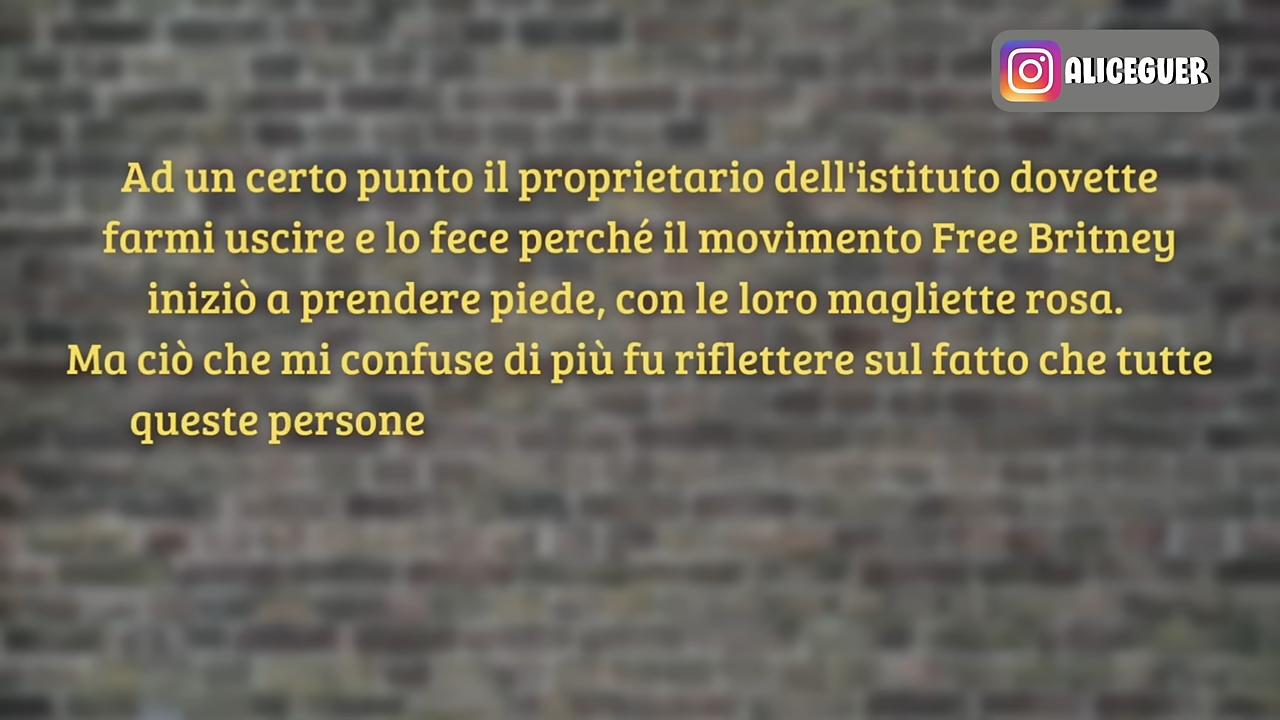 ALICEGUER
Ad un certo punto il proprietario dell'istituto dovette
farmi uscire e lo fece perché il movimento Free Britney
iniziò a prendere piede, con le loro magliette rosa.
Ma ciò che mi confuse di più fu riflettere sul fatto che tutte
queste persone